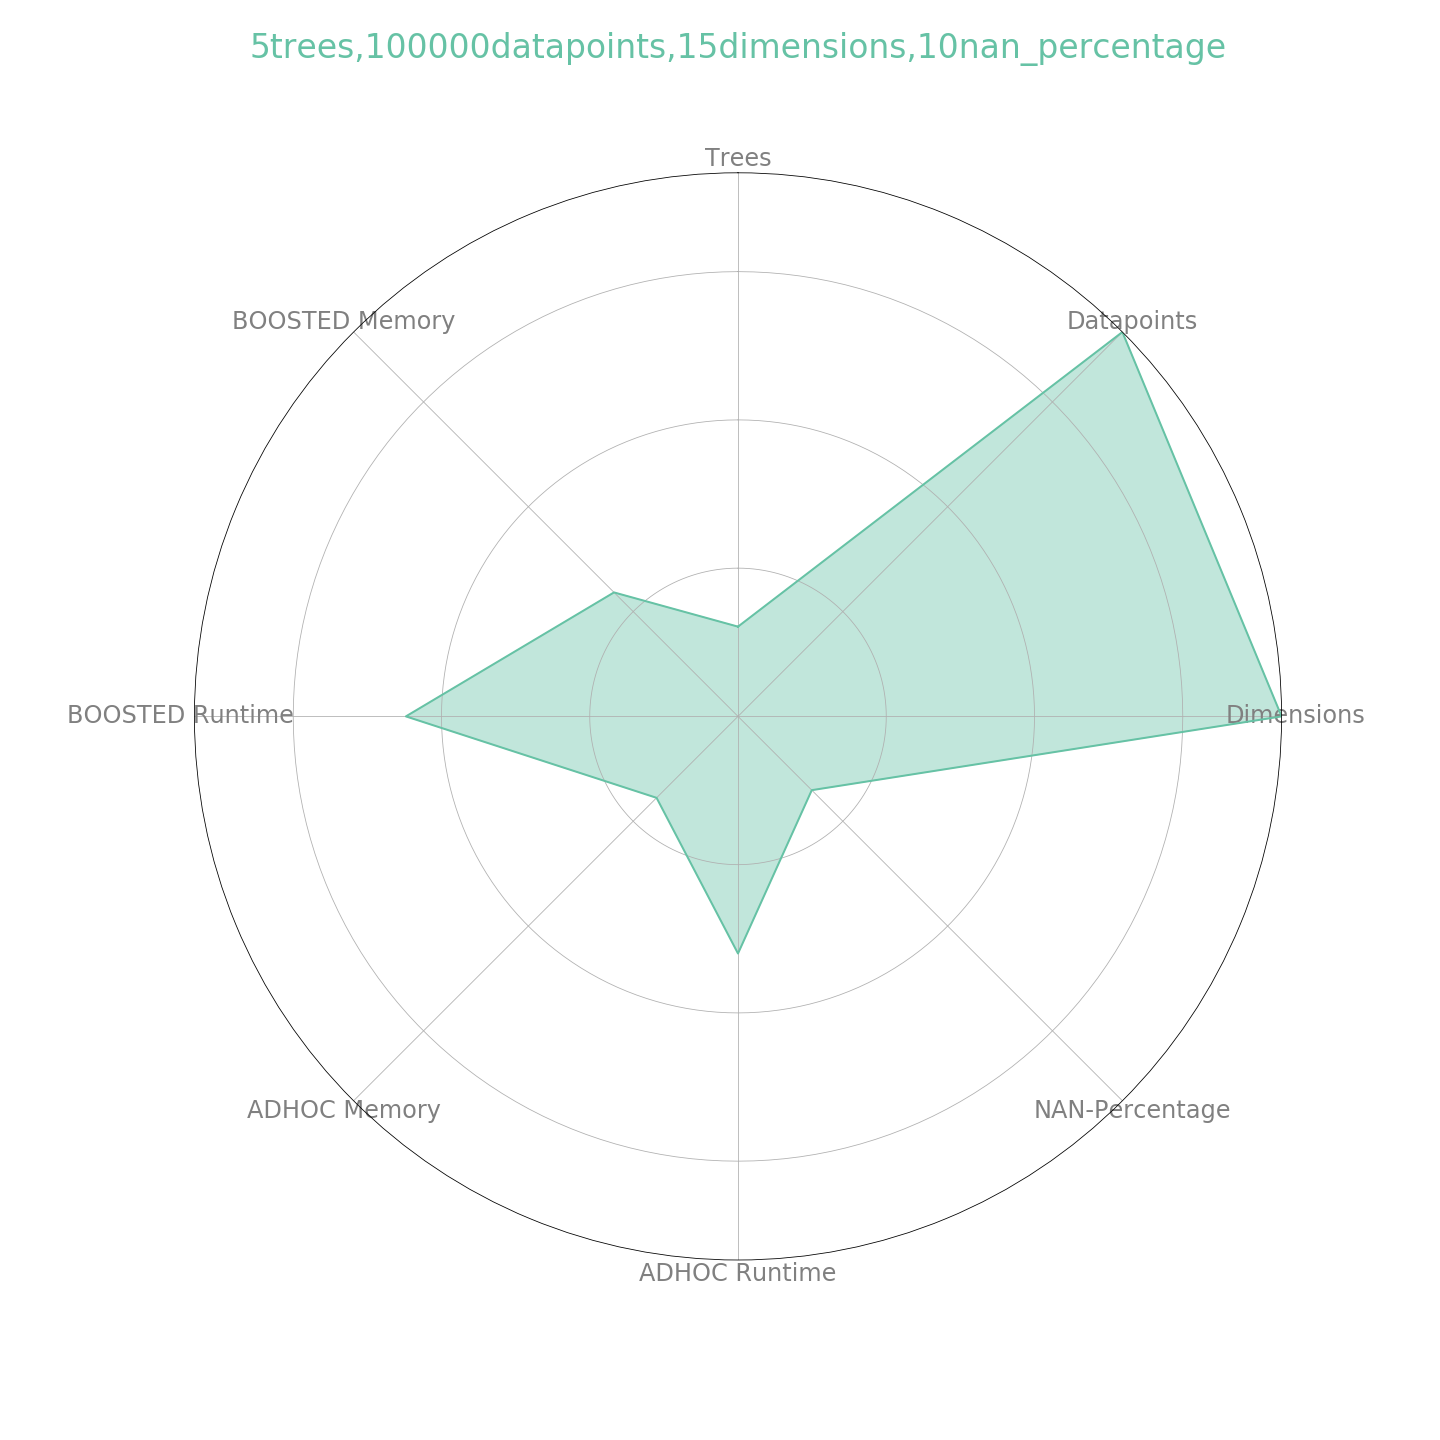 5trees,100000datapoints,15dimensions,10nan_percentage
Trees
BOOSTED Memory
Datapoints
BOOSTED Runtime
Dimensions
ADHOC Memory
NAN-Percentage
ADHOC Runtime